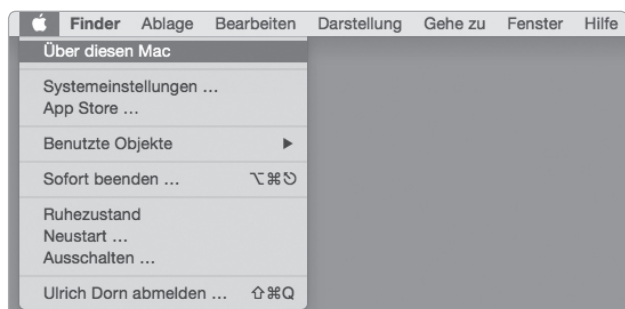 Finder Ablage Bearbeiten Darstellung Gehe zu Fenster Hilfe
Über diesen Mac
Systemeinstellungen ...
App Store ...
Benutzte Objekte ▶
Sofort beenden ... ⌥⌘⎋
Ruhezustand
Neustart ...
Ausschalten ...
Ulrich Dorn abmelden ... ⇧⌘Q